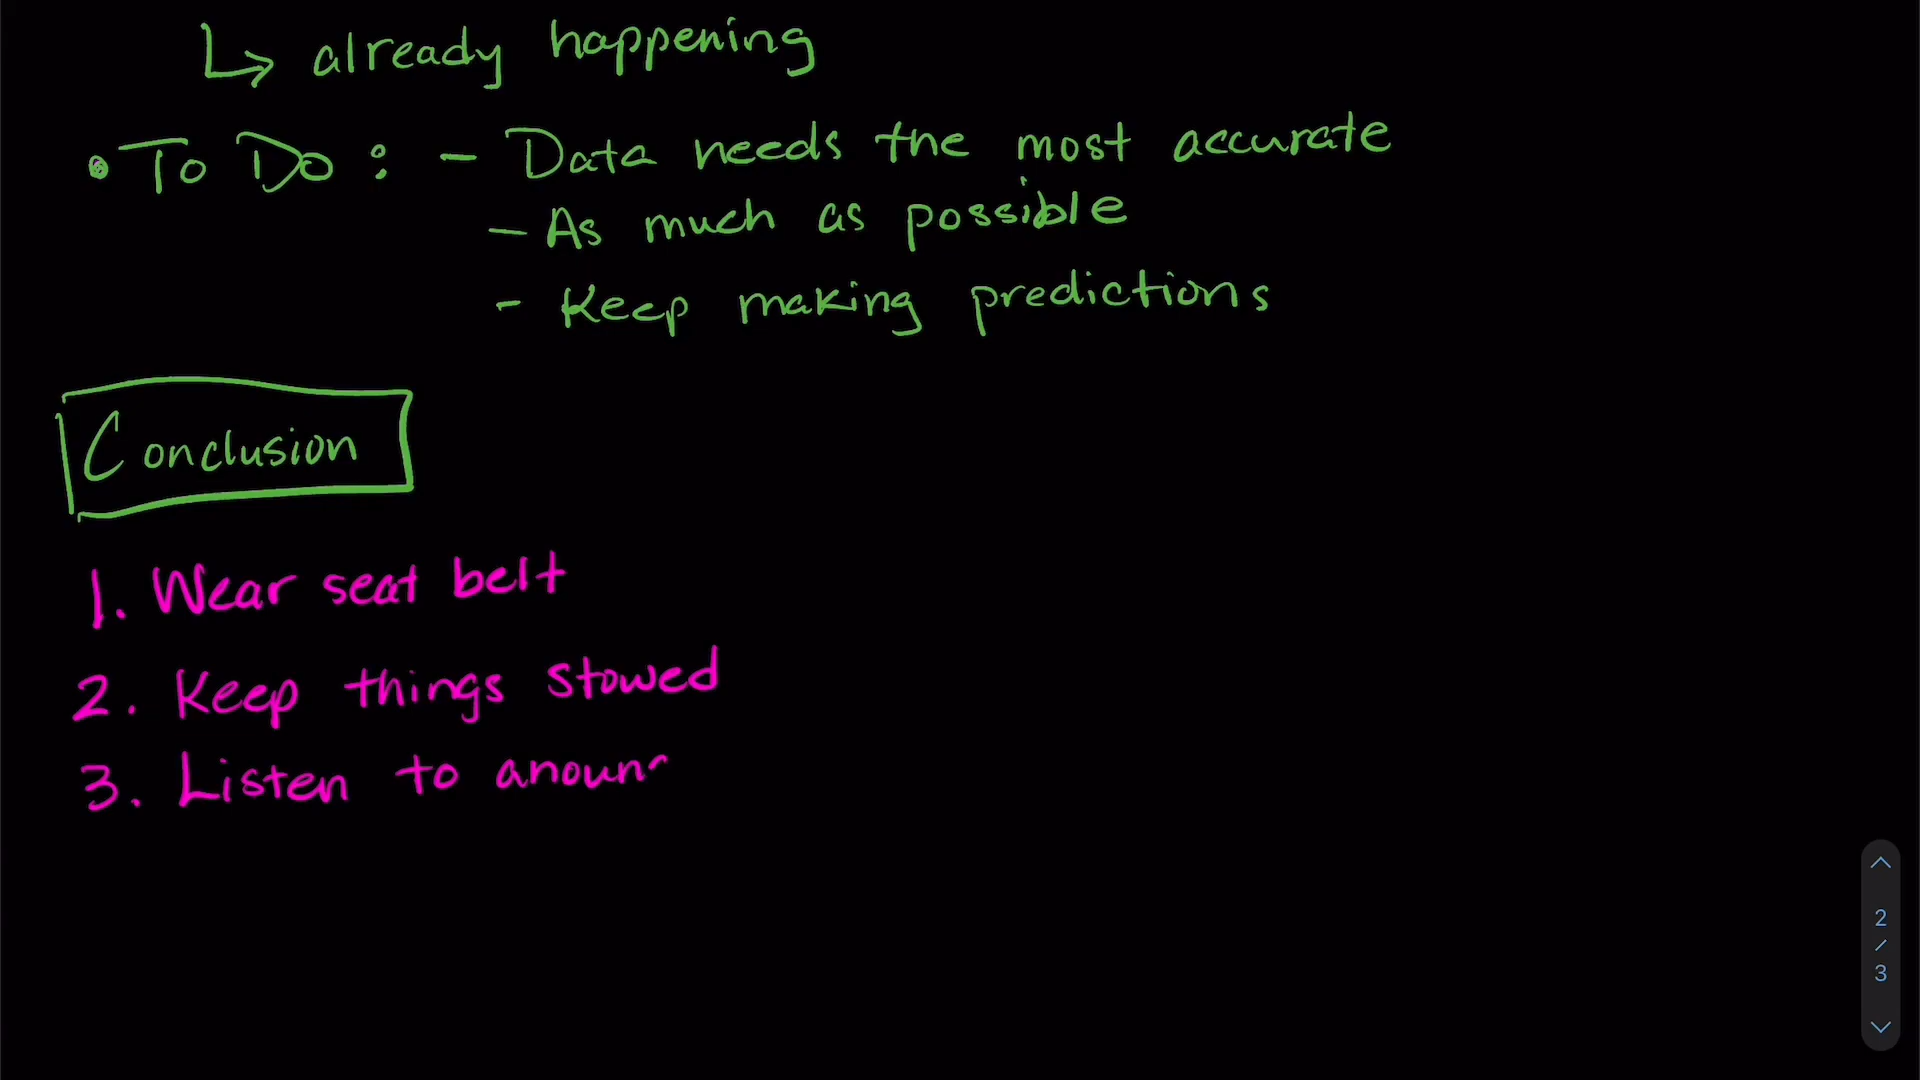 ↳ already happening
• To Do : - Data needs the most accurate
- As much as possible
- Keep making predictions
Conclusion
1. Wear seat belt
2. Keep things stowed
3. Listen to anoun
2
/
3